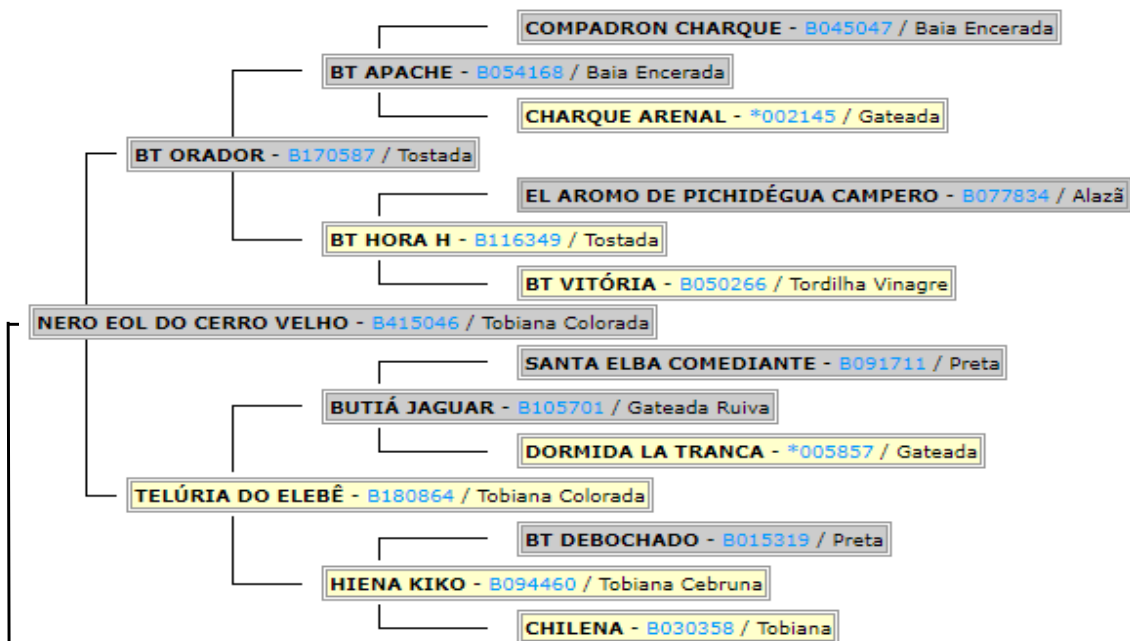 COMPADRON CHARQUE - B045047 / Baia Encerada
BT APACHE - B054168 / Baia Encerada
CHARQUE ARENAL - *002145 / Gateada
BT ORADOR - B170587 / Tostada
EL AROMO DE PICHIDÉGUA CAMPERO - B077834 / Alazã
BT HORA H - B116349 / Tostada
BT VITÓRIA - B050266 / Tordilha Vinagre
NERO EOL DO CERRO VELHO - B415046 / Tobiana Colorada
SANTA ELBA COMEDIANTE - B091711 / Preta
BUTIÁ JAGUAR - B105701 / Gateada Ruiva
DORMIDA LA TRANCA - *005857 / Gateada
TELÚRIA DO ELEBÊ - B180864 / Tobiana Colorada
BT DEBOCHADO - B015319 / Preta
HIENA KIKO - B094460 / Tobiana Cebruna
CHILENA - B030358 / Tobiana